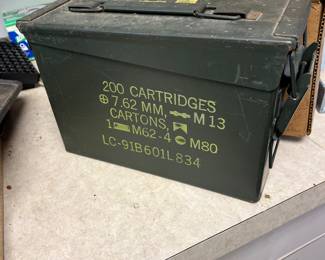 200 CARTRIDGES
7.62 MM, M13
CARTONS,
1 M62-4 M80
LC-91B601L834